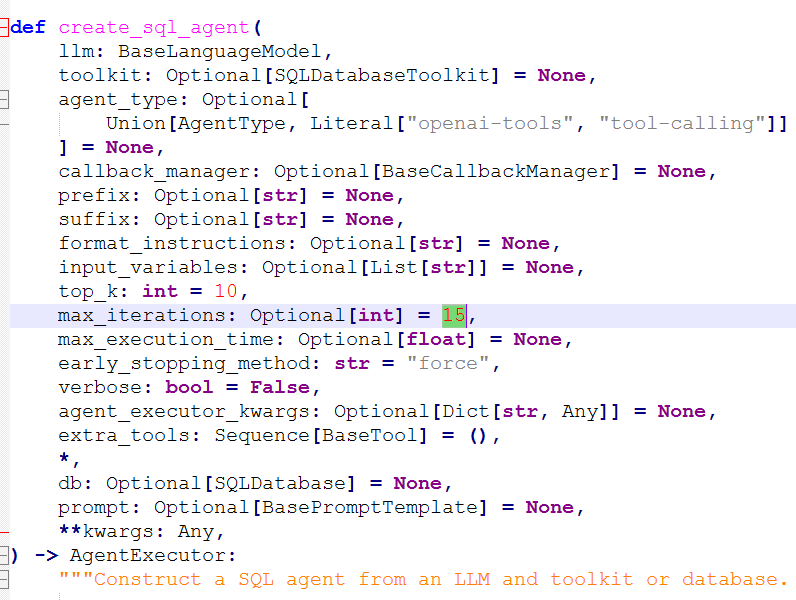 def create_sql_agent(
    llm: BaseLanguageModel,
    toolkit: Optional[SQLDatabaseToolkit] = None,
    agent_type: Optional[
        Union[AgentType, Literal["openai-tools", "tool-calling"]]
    ] = None,
    callback_manager: Optional[BaseCallbackManager] = None,
    prefix: Optional[str] = None,
    suffix: Optional[str] = None,
    format_instructions: Optional[str] = None,
    input_variables: Optional[List[str]] = None,
    top_k: int = 10,
    max_iterations: Optional[int] = 15,
    max_execution_time: Optional[float] = None,
    early_stopping_method: str = "force",
    verbose: bool = False,
    agent_executor_kwargs: Optional[Dict[str, Any]] = None,
    extra_tools: Sequence[BaseTool] = (),
    *,
    db: Optional[SQLDatabase] = None,
    prompt: Optional[BasePromptTemplate] = None,
    **kwargs: Any,
) -> AgentExecutor:
    """Construct a SQL agent from an LLM and toolkit or database.